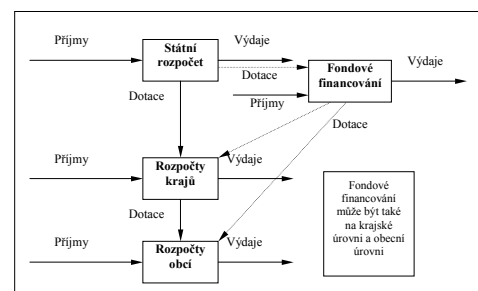 Příjmy
Státní
rozpočet
Výdaje
Dotace
Fondové
financování
Výdaje
Příjmy
Dotace
Dotace
Příjmy
Rozpočty
krajů
Výdaje
Dotace
Příjmy
Rozpočty
obcí
Výdaje
Fondové
financování
může být také
na krajské
úrovni a obecní
úrovni